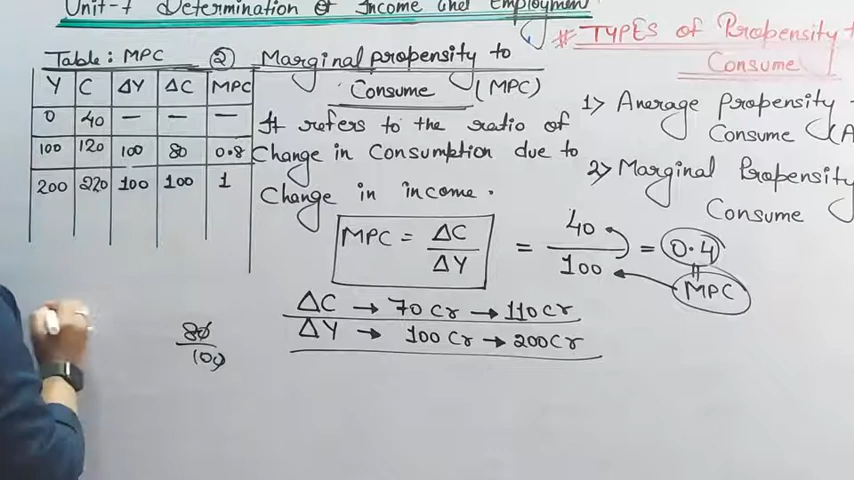 Unit-7 Determination of Income and Employment
# TYPES of Propensity t
Consume
Table: MPC
Y C ΔY ΔC MPC
0 40 — — —
100 120 100 80 0.8
200 220 100 100 1
② Marginal propensity to
Consume (MPC)
It refers to the ratio of
Change in Consumption due to
Change in income.
MPC = ΔC/ΔY = 40/100 = 0.4
MPC
ΔC → 70 Cr → 110 Cr
ΔY → 100 Cr → 200 Cr
80/100
1> Average Propensity
Consume (A
2> Marginal Propensity
Consume